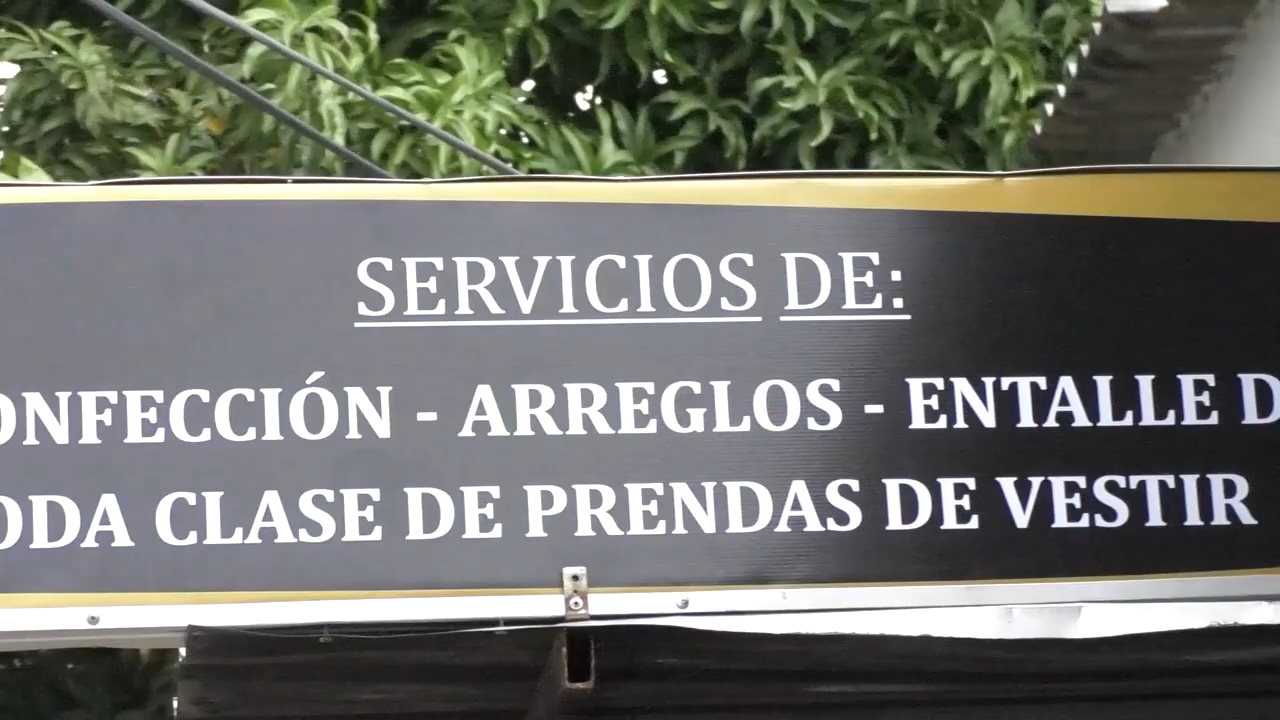 SERVICIOS DE:
ONFECCIÓN - ARREGLOS - ENTALLE D
ODA CLASE DE PRENDAS DE VESTIR